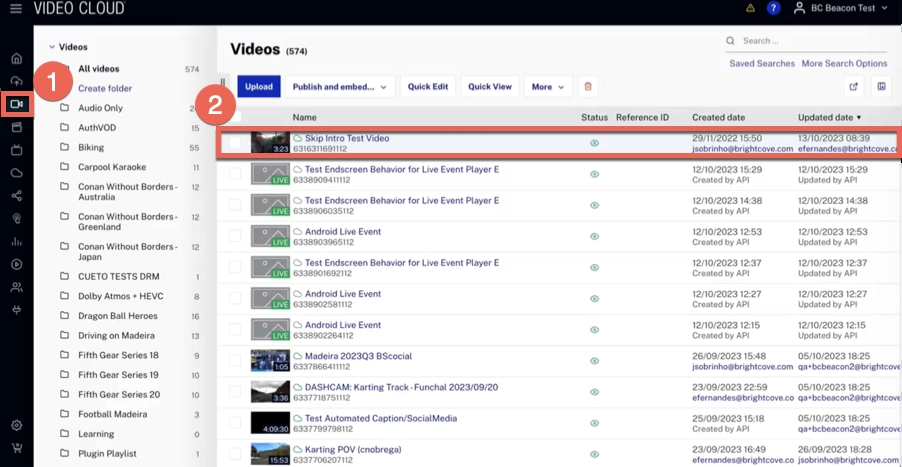 VIDEO CLOUD
BC Beacon Test
Videos
All videos 574
Create folder
Audio Only
AuthVOD 15
Biking 55
Carpool Karaoke 11
Conan Without Borders - Australia 12
Conan Without Borders - Greenland 12
Conan Without Borders - Japan 12
CUETO TESTS DRM 1
Dolby Atmos + HEVC 8
Dragon Ball Heroes 16
Driving on Madeira 13
Fifth Gear Series 18 9
Fifth Gear Series 19 10
Fifth Gear Series 20 10
Football Madeira 3
Learning 0
Plugin Playlist 1
1
2
Videos (574)
Search ...
Saved Searches More Search Options
Upload Publish and embed... Quick Edit Quick View More
Name Status Reference ID Created date Updated date
3:23 Skip Intro Test Video 29/11/2022 15:50 13/10/2023 08:39
6316311691112 jsobrinho@brightcove.com efernandes@brightcove.co
Test Endscreen Behavior for Live Event Player E 12/10/2023 15:29 12/10/2023 15:29
LIVE 6338909411112 Created by API Updated by API
Test Endscreen Behavior for Live Event Player E 12/10/2023 14:38 12/10/2023 14:38
LIVE 6338906035112 Created by API Updated by API
Android Live Event 12/10/2023 12:53 12/10/2023 12:53
LIVE 6338903965112 Created by API Updated by API
Test Endscreen Behavior for Live Event Player E 12/10/2023 12:37 12/10/2023 12:37
LIVE 6338901692112 Created by API Updated by API
Android Live Event 12/10/2023 12:27 12/10/2023 12:27
LIVE 6338902581112 Created by API Updated by API
Android Live Event 12/10/2023 12:15 12/10/2023 12:15
LIVE 6338902264112 Created by API Updated by API
Madeira 2023Q3 BSsocial 26/09/2023 15:48 05/10/2023 18:25
1:05 6337866411112 jsobrinho@brightcove.com qa+bcbeacon2@brightcove
DASHCAM: Karting Track - Funchal 2023/09/20 23/09/2023 22:59 05/10/2023 18:25
3:36 6337718751112 efernandes@brightcove.co qa+bcbeacon2@brightcove
Test Automated Caption/SocialMedia 25/09/2023 15:18 05/10/2023 18:25
4:09:30 6337799798112 Created by API qa+bcbeacon2@brightcove
Karting POV (cnobrega) 23/09/2023 16:49 26/09/2023 18:28
15:53 6337706207112 efernandes@brightcove.co jsobrinho@brightcove.com